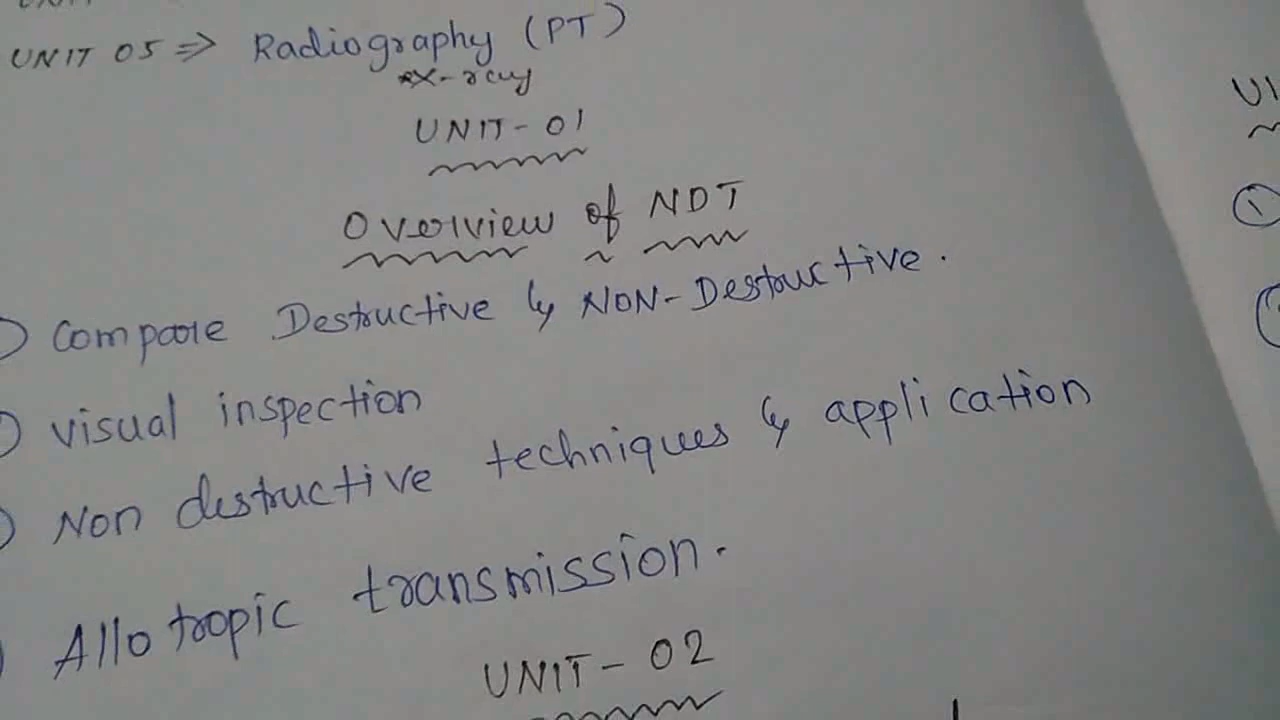 UNIT 05 ⇒ Radiography (PT)
x-ray
UNIT-01
Overview of NDT
Compare Destructive & NON-Destructive.
visual inspection
Non destructive techniques & application
Allotropic transmission.
UNIT-02